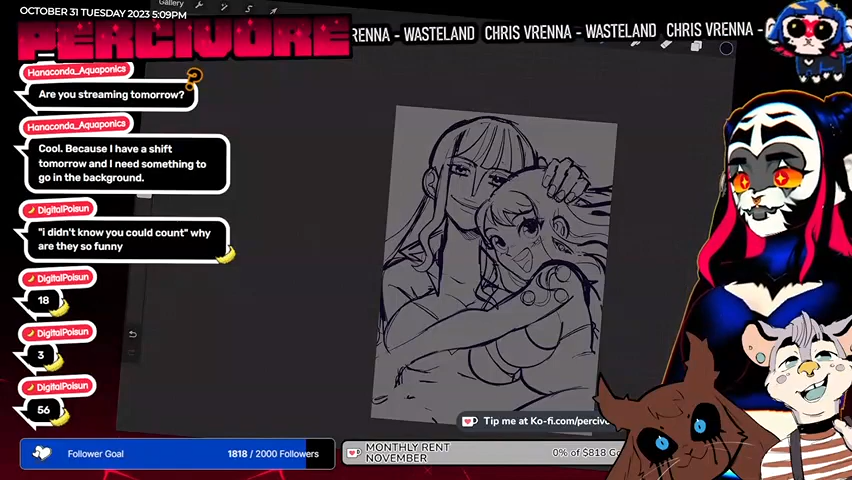 Gallery
OCTOBER 31 TUESDAY 2023 5:09PM
PERCIVORE
RENNA - WASTELAND CHRIS VRENNA - WASTELAND CHRIS VRENNA -
Hanaconda_Aquaponics
Are you streaming tomorrow?
Hanaconda_Aquaponics
Cool. Because I have a shift
tomorrow and I need something to
go in the background.
DigitalPoisun
"i didn't know you could count" why
are they so funny
DigitalPoisun
18
DigitalPoisun
3
DigitalPoisun
56
Tip me at Ko-fi.com/percivo
Follower Goal 1818 / 2000 Followers
MONTHLY RENT
NOVEMBER
0% of $818 Go